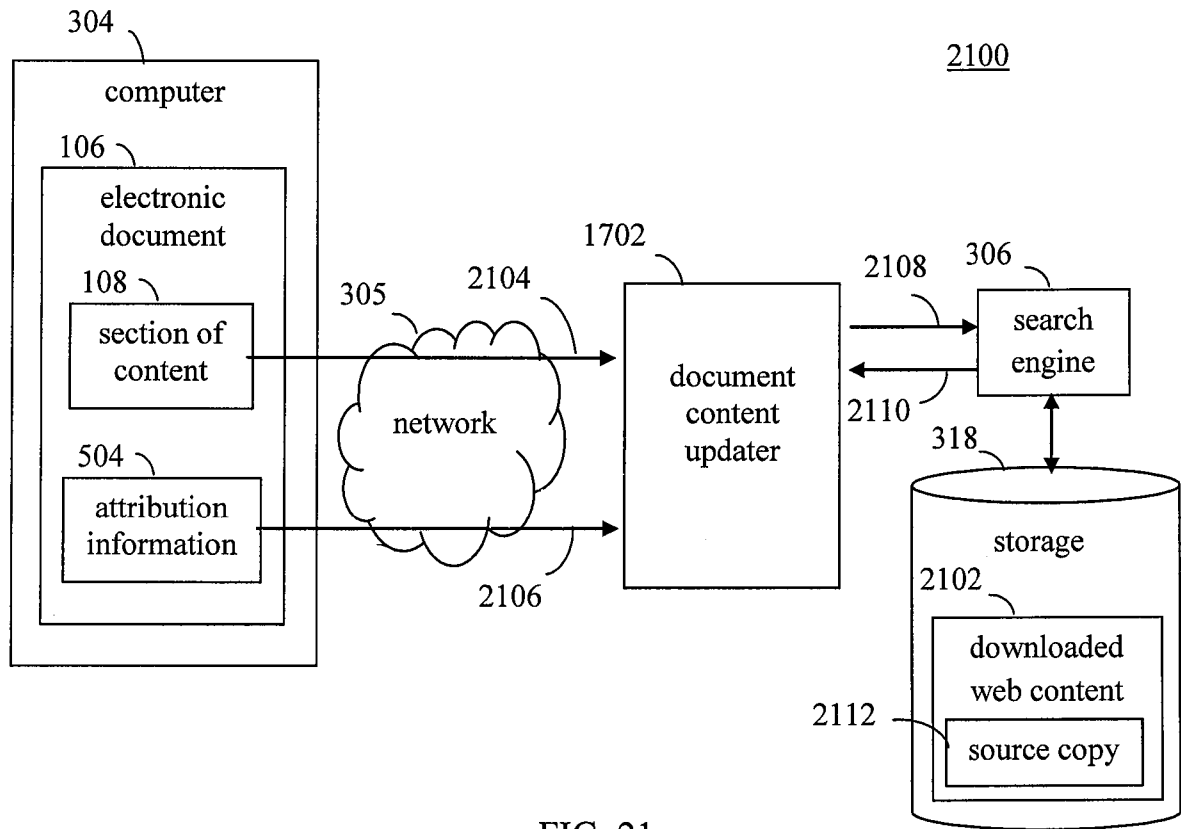 304
2100
computer
106
electronic
document
108
section of
content
504
attribution
information
305
network
2104
2106
1702
document
content
updater
2108
2110
306
search
engine
318
storage
2102
downloaded
web content
2112
source copy
FIG. 21